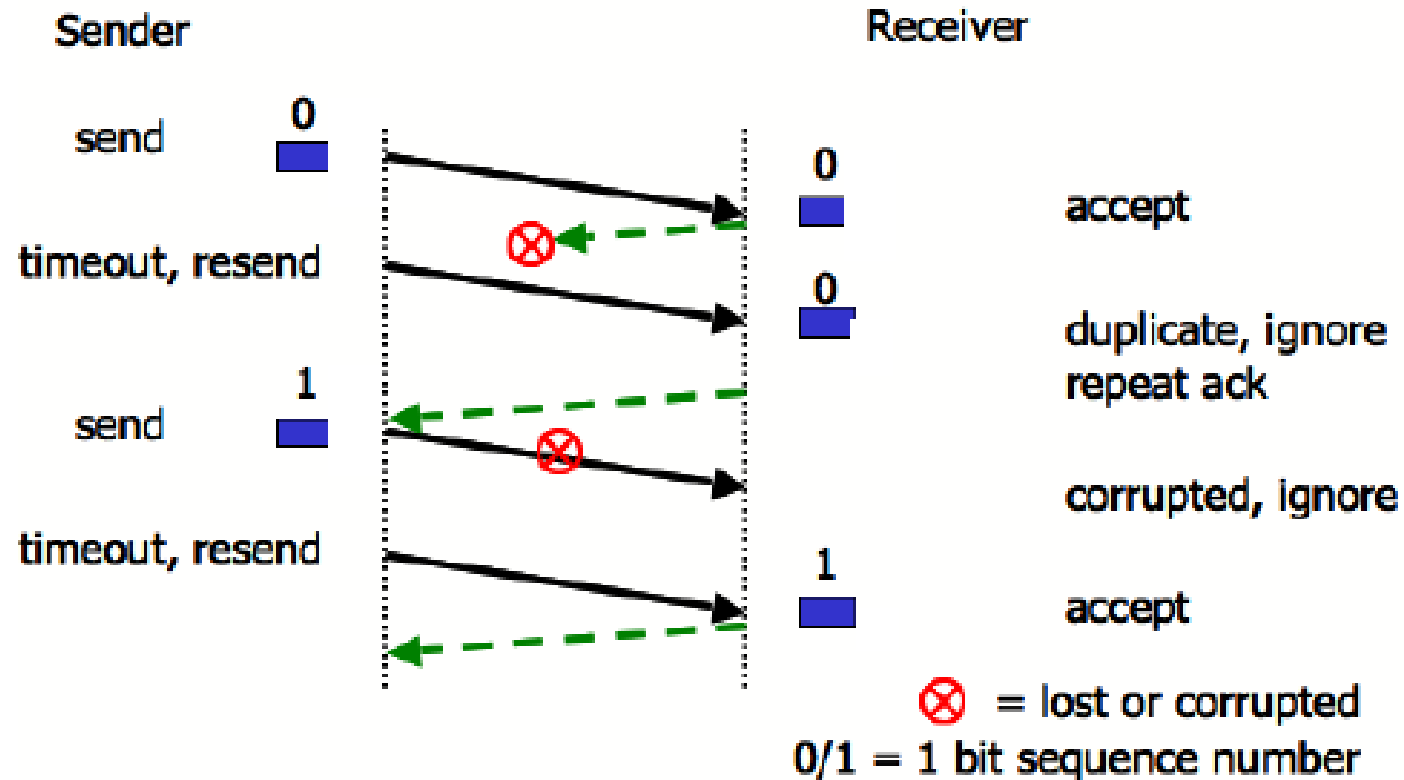 Sender Receiver
0
send
0
accept
timeout, resend
0
duplicate, ignore
repeat ack
1
send
corrupted, ignore
timeout, resend
1
accept
= lost or corrupted
0/1 = 1 bit sequence number